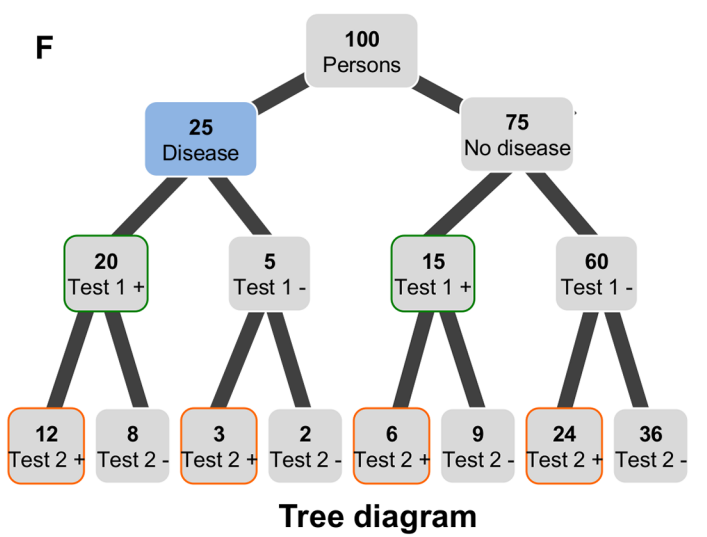 F
100
Persons
25
Disease
75
No disease
20
Test 1 +
5
Test 1 -
15
Test 1 +
60
Test 1 -
12
Test 2 +
8
Test 2 -
3
Test 2 +
2
Test 2 -
6
Test 2 +
9
Test 2 -
24
Test 2 +
36
Test 2 -
Tree diagram